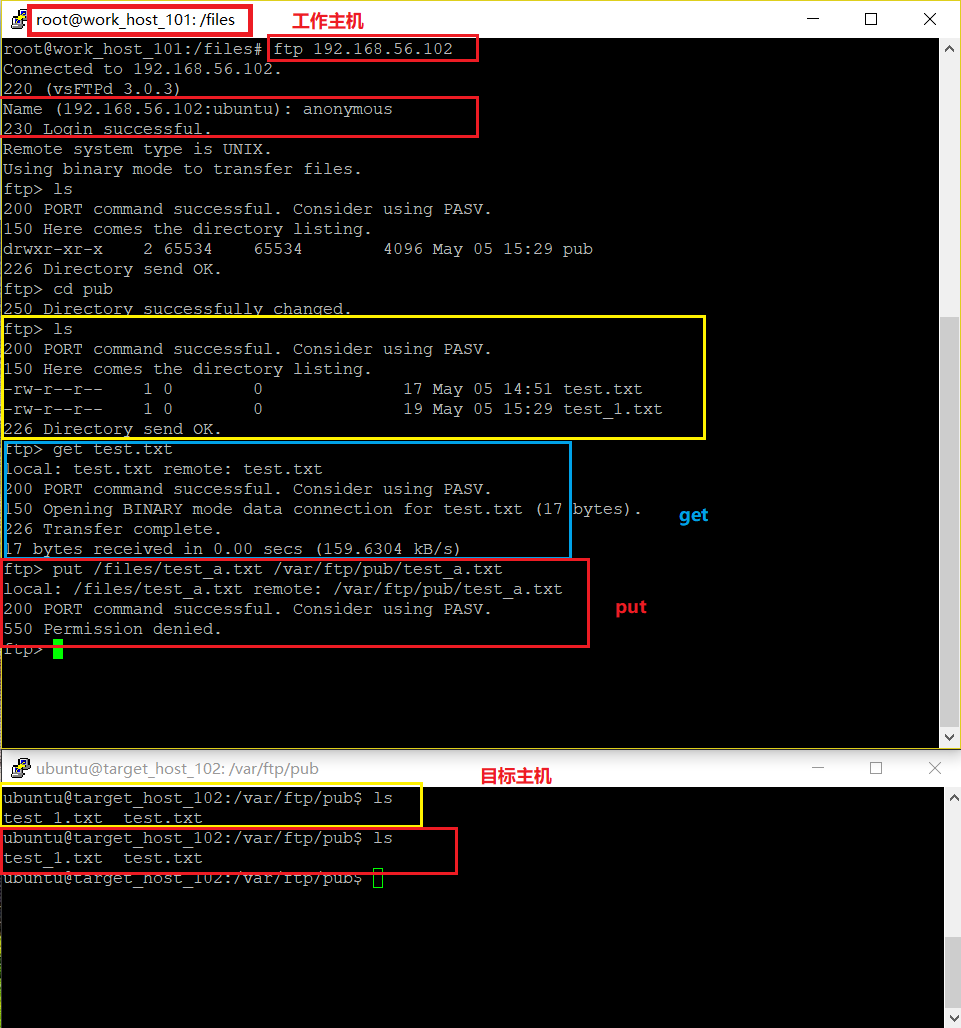 root@work_host_101: /files
工作主机
root@work_host_101:/files# ftp 192.168.56.102
Connected to 192.168.56.102.
220 (vsFTPd 3.0.3)
Name (192.168.56.102:ubuntu): anonymous
230 Login successful.
Remote system type is UNIX.
Using binary mode to transfer files.
ftp> ls
200 PORT command successful. Consider using PASV.
150 Here comes the directory listing.
drwxr-xr-x    2 65534    65534        4096 May 05 15:29 pub
226 Directory send OK.
ftp> cd pub
250 Directory successfully changed.
ftp> ls
200 PORT command successful. Consider using PASV.
150 Here comes the directory listing.
-rw-r--r--    1 0        0              17 May 05 14:51 test.txt
-rw-r--r--    1 0        0              19 May 05 15:29 test_1.txt
226 Directory send OK.
ftp> get test.txt
local: test.txt remote: test.txt
200 PORT command successful. Consider using PASV.
150 Opening BINARY mode data connection for test.txt (17 bytes).
get
226 Transfer complete.
17 bytes received in 0.00 secs (159.6304 kB/s)
ftp> put /files/test_a.txt /var/ftp/pub/test_a.txt
local: /files/test_a.txt remote: /var/ftp/pub/test_a.txt
200 PORT command successful. Consider using PASV.
put
550 Permission denied.
ftp>
ubuntu@target_host_102: /var/ftp/pub
目标主机
ubuntu@target_host_102:/var/ftp/pub$ ls
test_1.txt  test.txt
ubuntu@target_host_102:/var/ftp/pub$ ls
test_1.txt  test.txt
ubuntu@target_host_102:/var/ftp/pub$